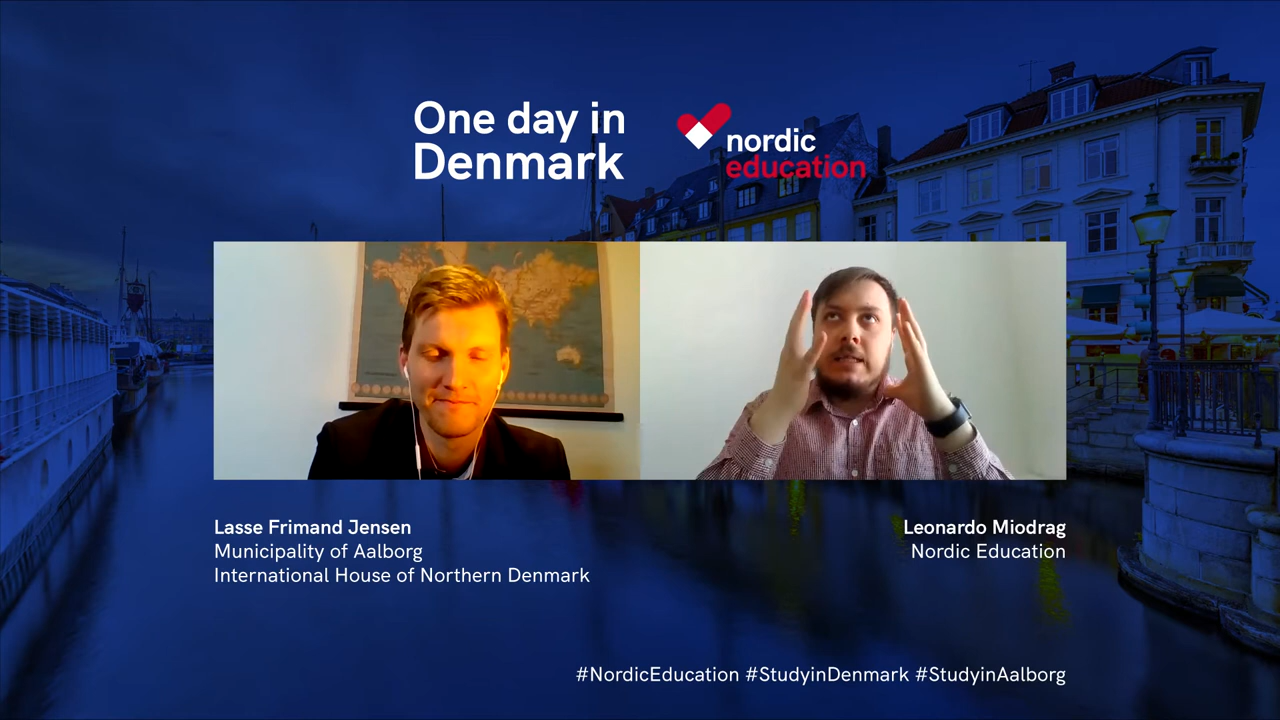 One day in
Denmark
nordic
education
Lasse Frimand Jensen
Municipality of Aalborg
International House of Northern Denmark
Leonardo Miodrag
Nordic Education
#NordicEducation #StudyinDenmark #StudyinAalborg